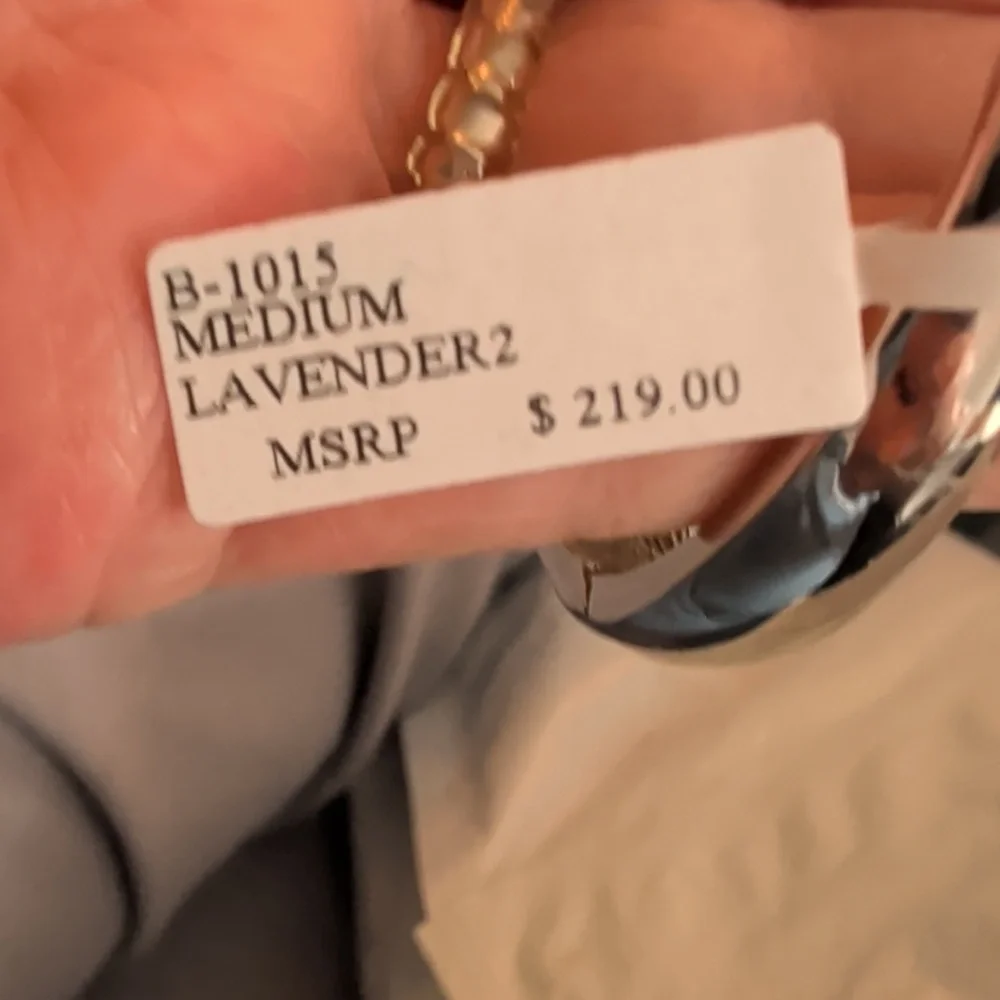 B-1015
MEDIUM
LAVENDER2
MSRP $ 219.00